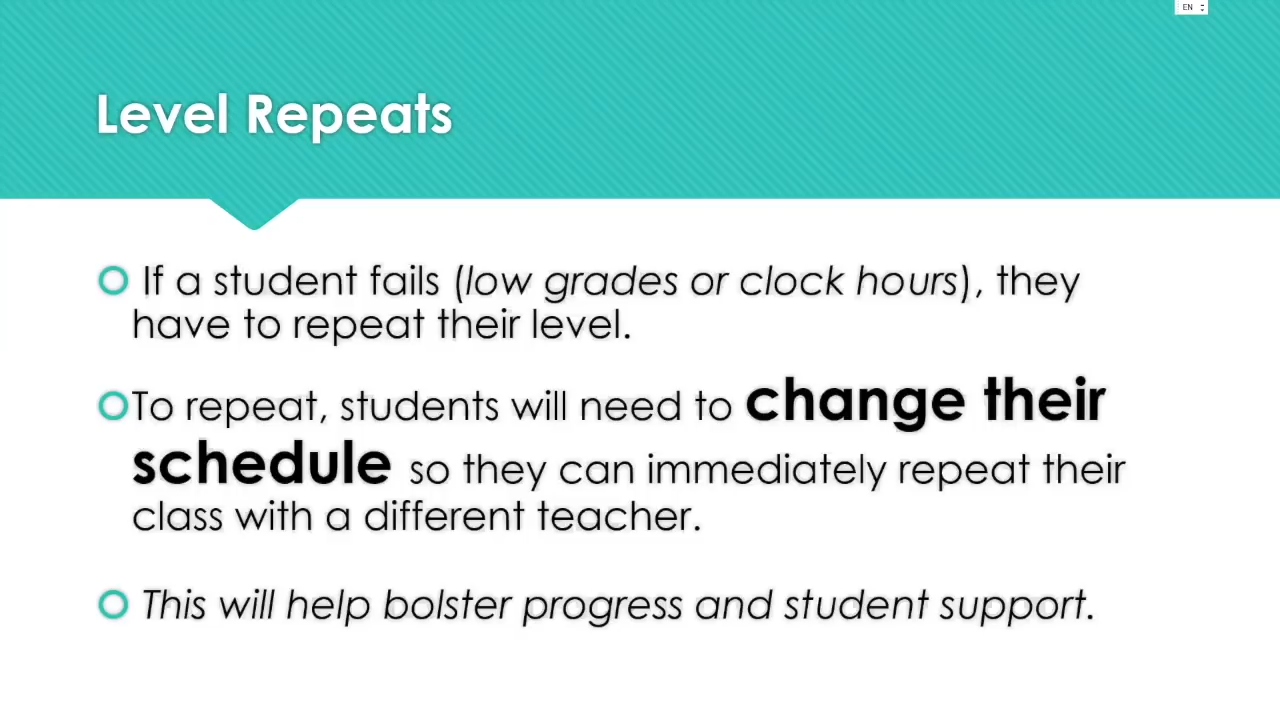 EN
Level Repeats
If a student fails (low grades or clock hours), they
have to repeat their level.
To repeat, students will need to change their
schedule so they can immediately repeat their
class with a different teacher.
This will help bolster progress and student support.